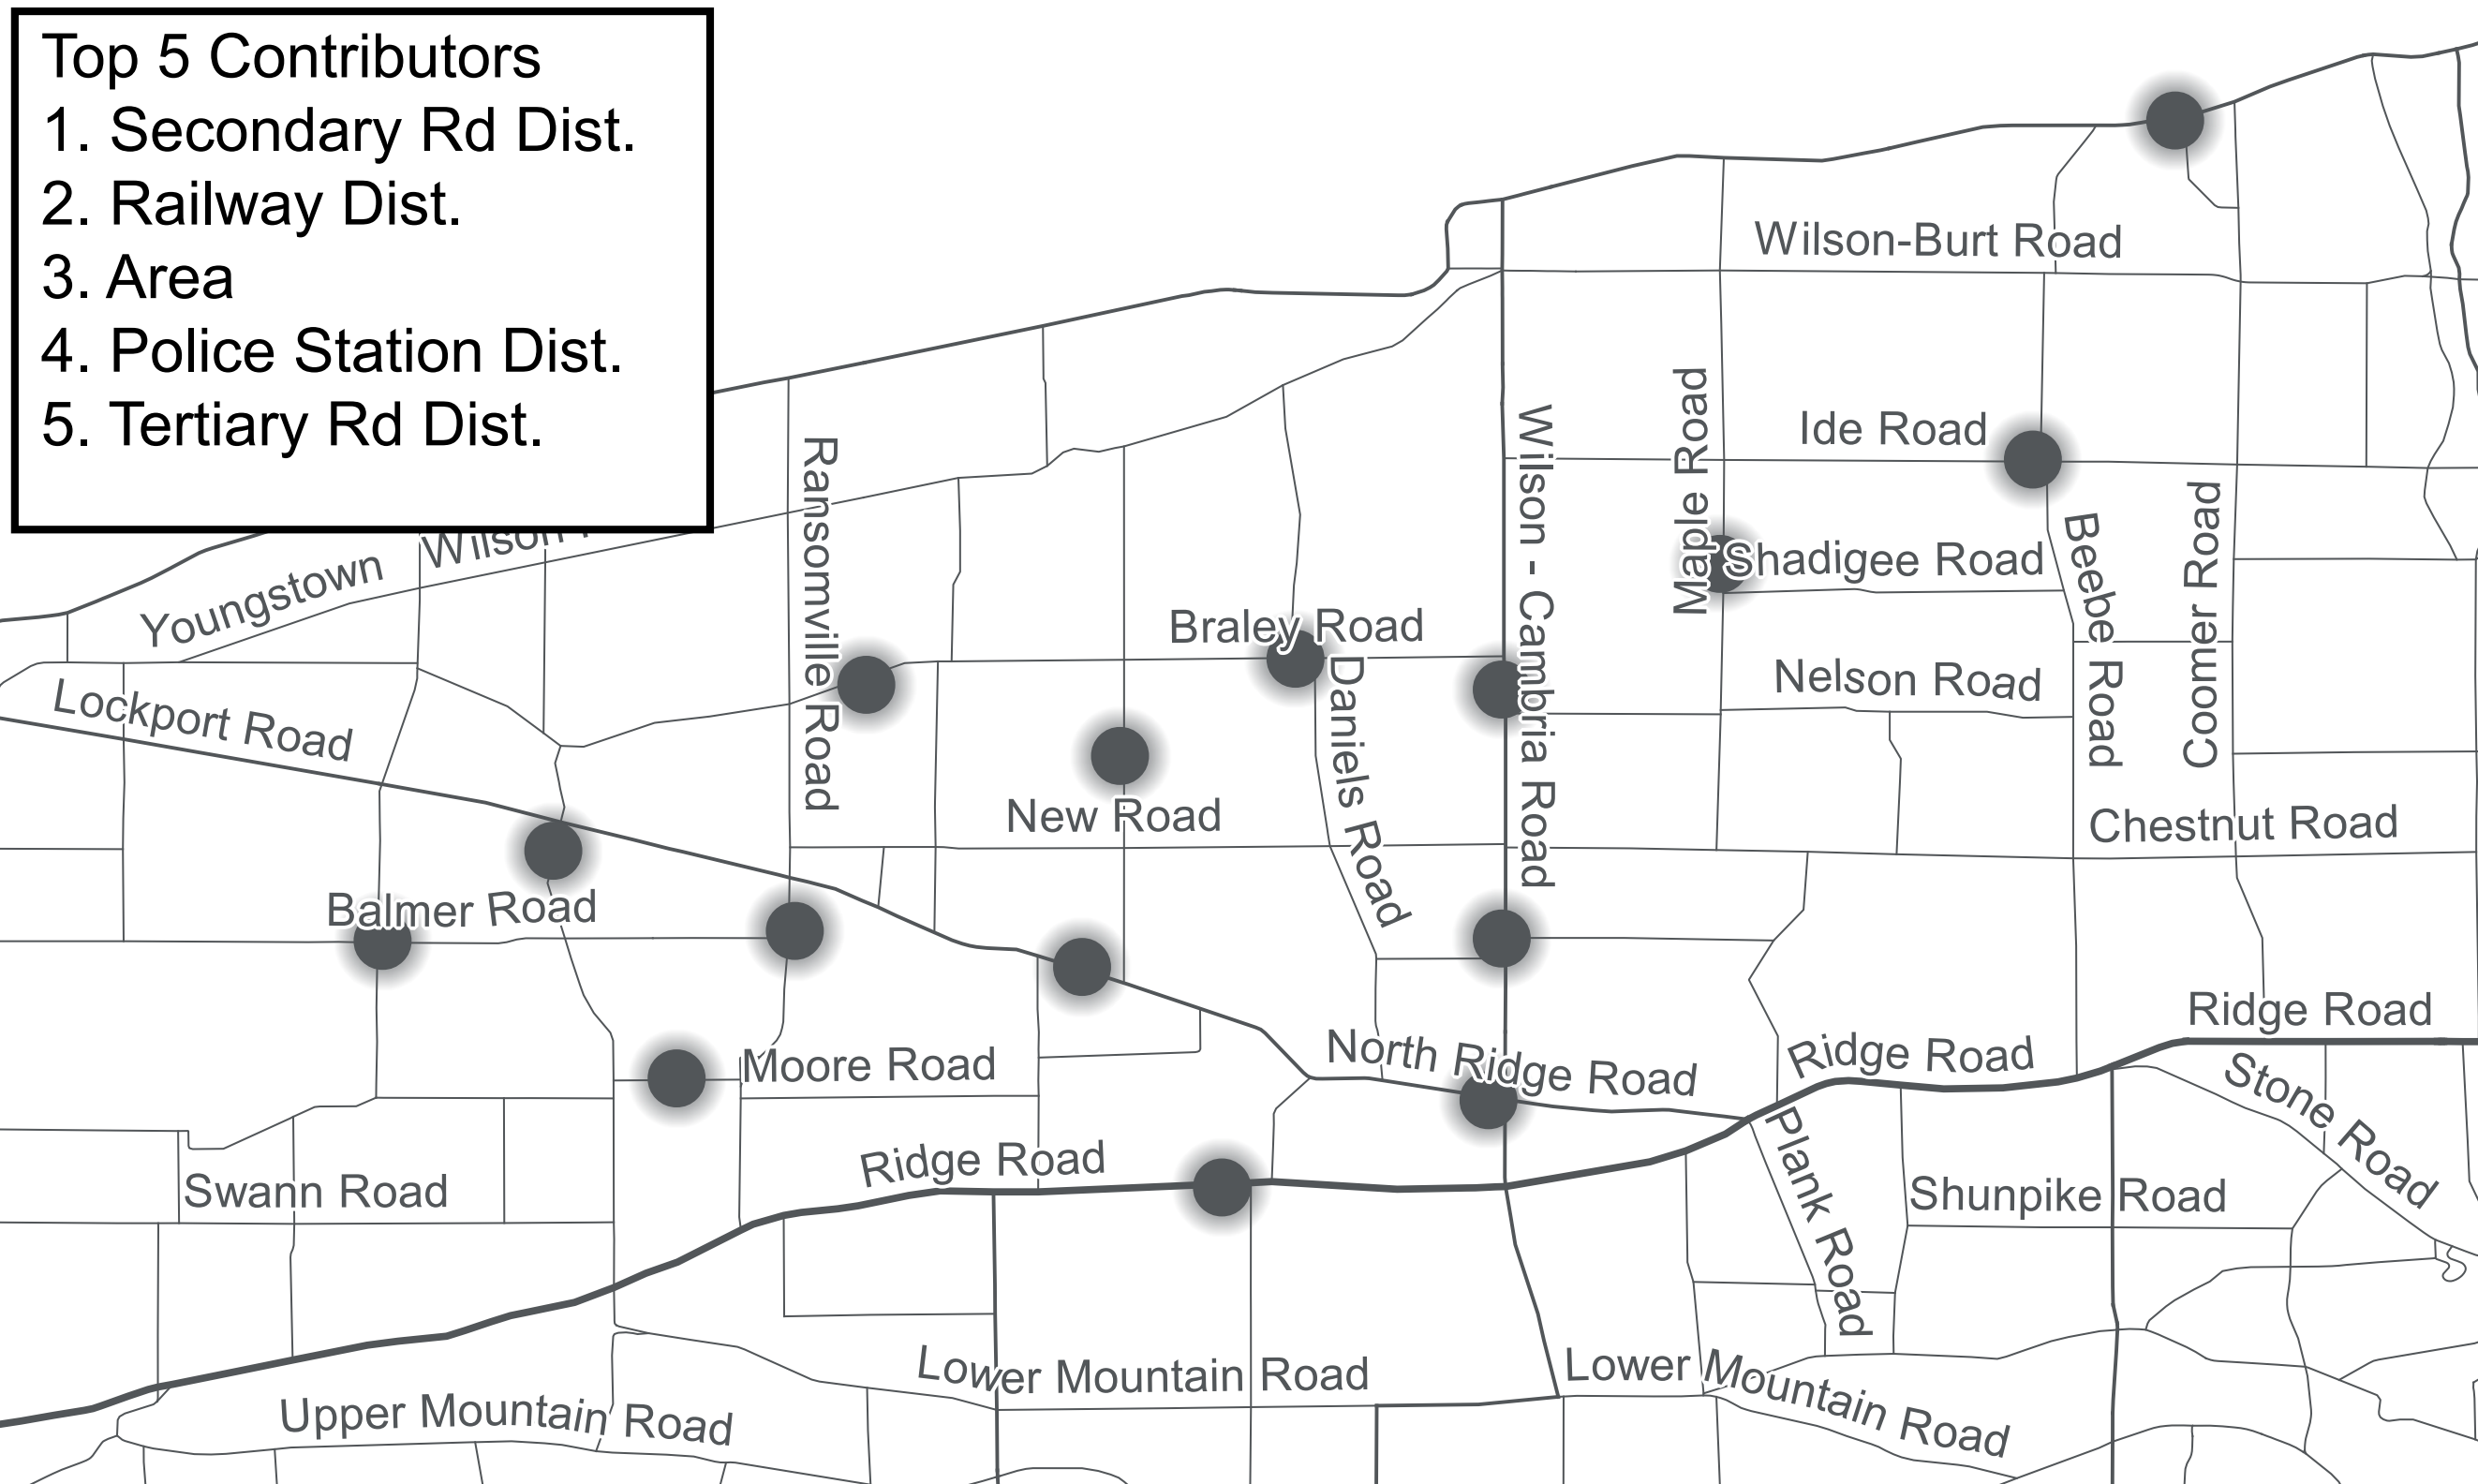 Top 5 Contributors
1. Secondary Rd Dist.
2. Railway Dist.
3. Area
4. Police Station Dist.
5. Tertiary Rd Dist.
Wilson-Burt Road
Ide Road
Maple Road
Wilson - Cambria Road
Ransomville Road
Youngstown Wilson
Shadigee Road
Beebe Road
Coomer Road
Braley Road
Daniels Road
Nelson Road
Lockport Road
New Road
Chestnut Road
Balmer Road
Ridge Road
North Ridge Road
Ridge Road
Moore Road
Stone Road
Ridge Road
Plank Road
Swann Road
Shunpike Road
Lower Mountain Road
Lower Mountain Road
Upper Mountain Road